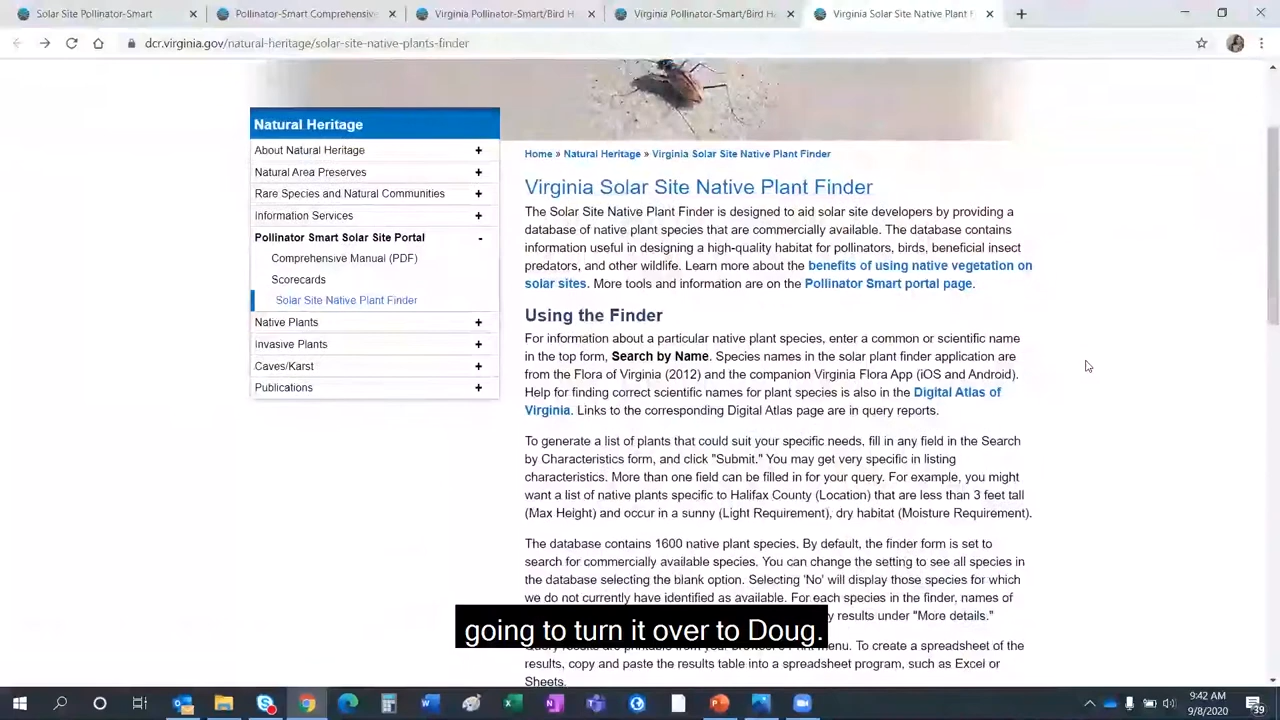 Solar Site Pollinator-Smart
Pollinator-Smart Comprehensive
Virginia Pollinator-Smart/Bird H
Virginia Pollinator-Smart/Bird H
Virginia Solar Site Native Plant F
dcr.virginia.gov/natural-heritage/solar-site-native-plants-finder
Natural Heritage
About Natural Heritage +
Natural Area Preserves +
Rare Species and Natural Communities +
Information Services +
Pollinator Smart Solar Site Portal -
Comprehensive Manual (PDF)
Scorecards
Solar Site Native Plant Finder
Native Plants +
Invasive Plants +
Caves/Karst +
Publications +
Home » Natural Heritage » Virginia Solar Site Native Plant Finder
Virginia Solar Site Native Plant Finder
The Solar Site Native Plant Finder is designed to aid solar site developers by providing a
database of native plant species that are commercially available. The database contains
information useful in designing a high-quality habitat for pollinators, birds, beneficial insect
predators, and other wildlife. Learn more about the benefits of using native vegetation on
solar sites. More tools and information are on the Pollinator Smart portal page.
Using the Finder
For information about a particular native plant species, enter a common or scientific name
in the top form, Search by Name. Species names in the solar plant finder application are
from the Flora of Virginia (2012) and the companion Virginia Flora App (iOS and Android).
Help for finding correct scientific names for plant species is also in the Digital Atlas of
Virginia. Links to the corresponding Digital Atlas page are in query reports.
To generate a list of plants that could suit your specific needs, fill in any field in the Search
by Characteristics form, and click "Submit." You may get very specific in listing
characteristics. More than one field can be filled in for your query. For example, you might
want a list of native plants specific to Halifax County (Location) that are less than 3 feet tall
(Max Height) and occur in a sunny (Light Requirement), dry habitat (Moisture Requirement).
The database contains 1600 native plant species. By default, the finder form is set to
search for commercially available species. You can change the setting to see all species in
the database selecting the blank option. Selecting 'No' will display those species for which
we do not currently have identified as available. For each species in the finder, names of
results under "More details."
going to turn it over to Doug.
menu. To create a spreadsheet of the
results, copy and paste the results table into a spreadsheet program, such as Excel or
Sheets.
9:42 AM
9/8/2020
39